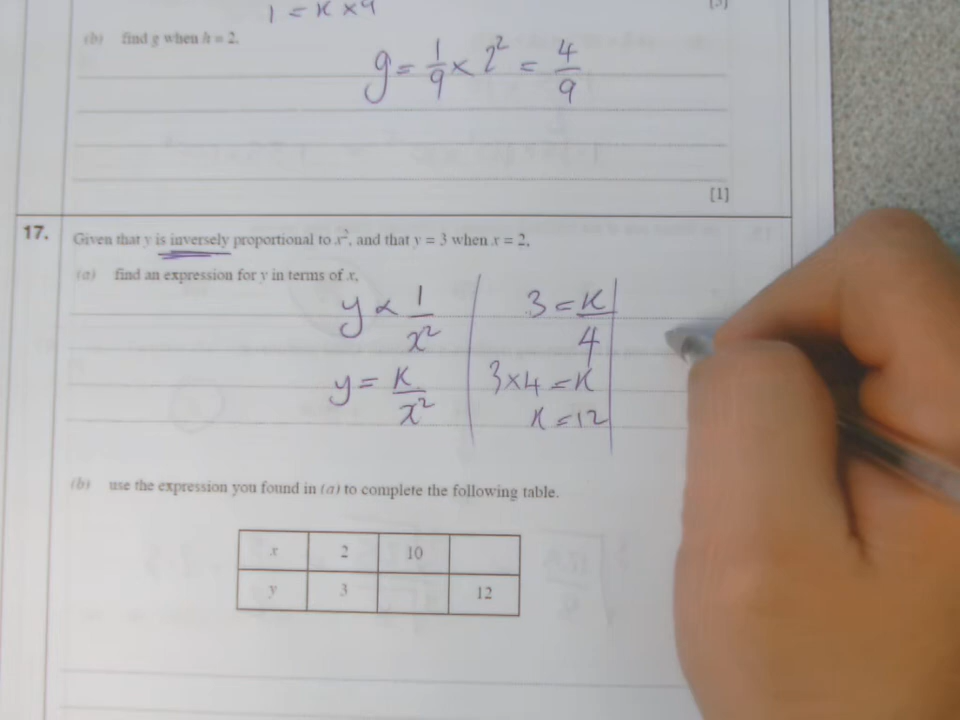 1 = K x 9
[3]
(b) find g when h = 2.
g = 1/9 x 2² = 4/9
[1]
17. Given that y is inversely proportional to x², and that y = 3 when x = 2,
(a) find an expression for y in terms of x,
y ∝ 1/x²
y = K/x²
3 = K/4
3 x 4 = K
K = 12
(b) use the expression you found in (a) to complete the following table.
x 2 10
y 3 12